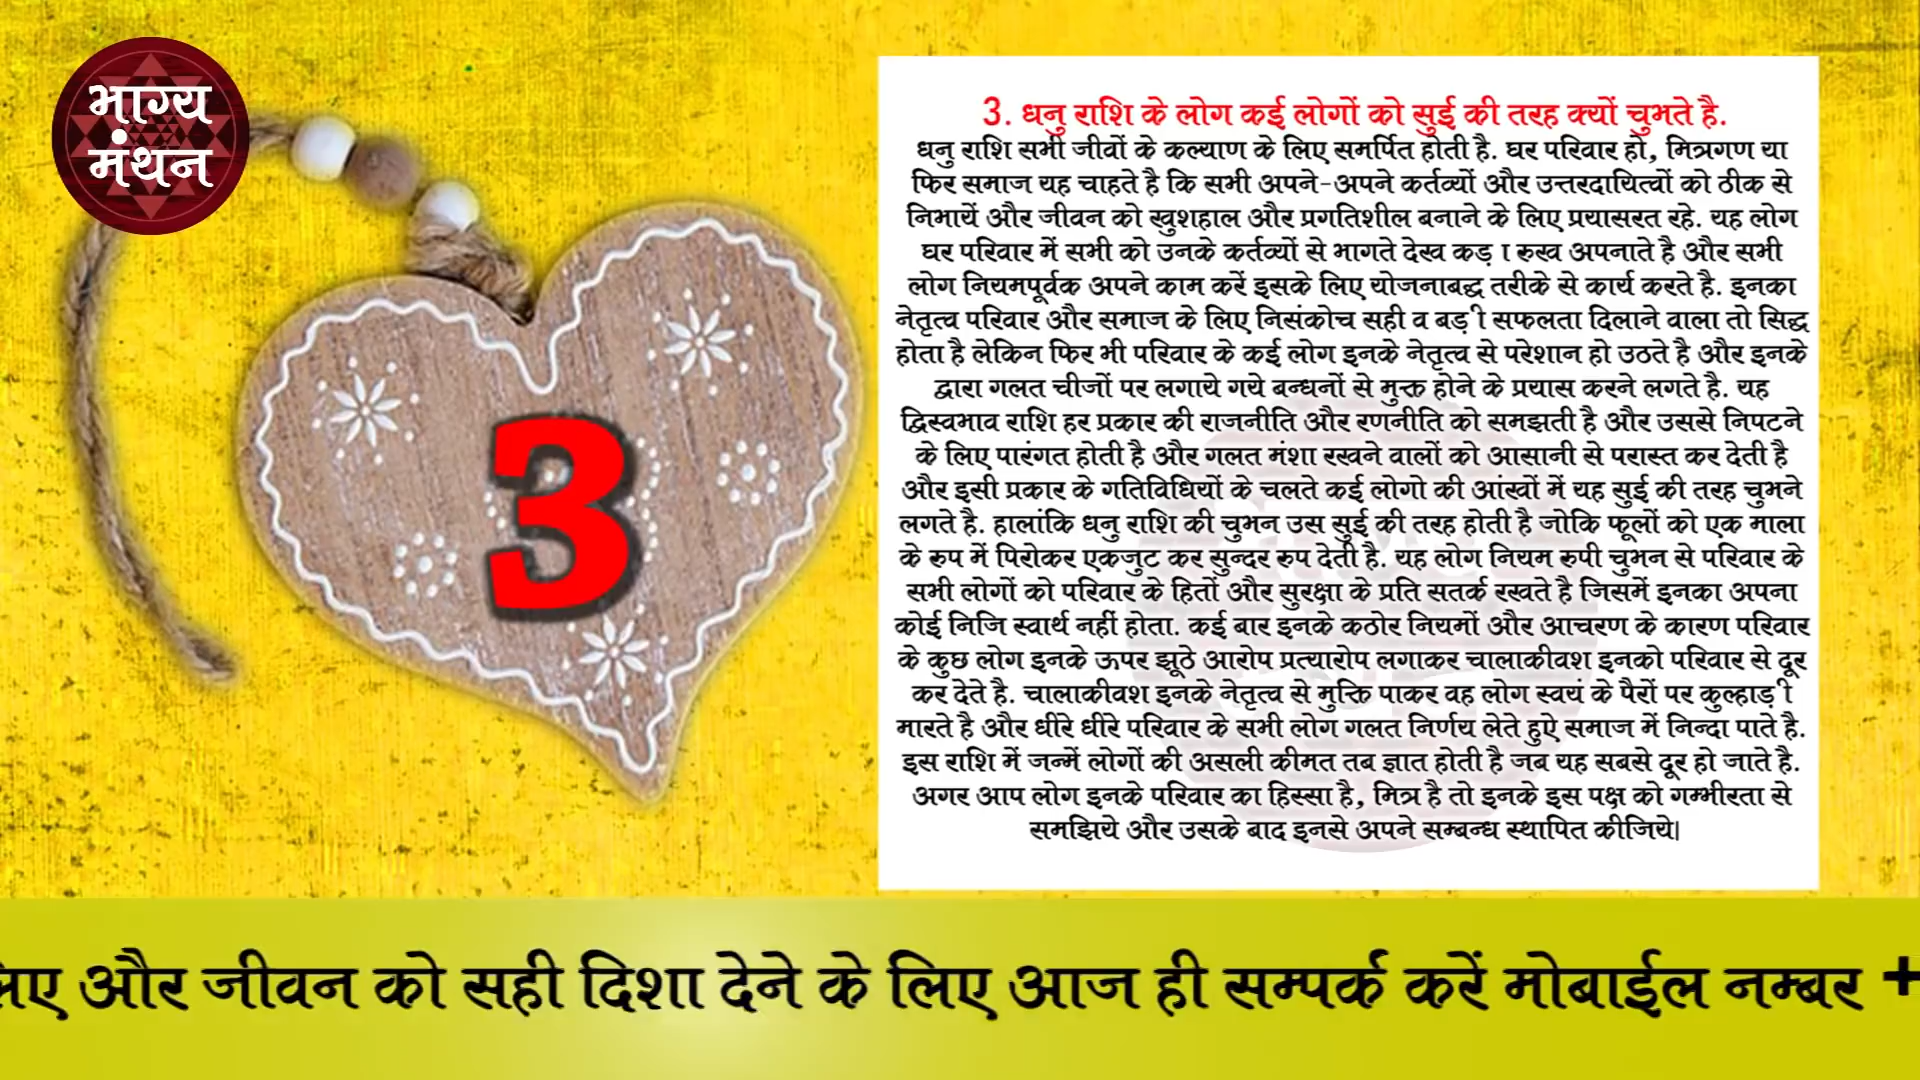 भाग्य
मंथन
3. धनु राशि के लोग कई लोगों को सुई की तरह क्यों चुभते है.
धनु राशि सभी जीवों के कल्याण के लिए समर्पित होती है. घर परिवार हो, मित्रगण या
फिर समाज यह चाहते है कि सभी अपने-अपने कर्तव्यों और उत्तरदायित्वों को ठीक से
निभायें और जीवन को खुशहाल और प्रगतिशील बनाने के लिए प्रयासरत रहे. यह लोग
घर परिवार में सभी को उनके कर्तव्यों से भागते देख कड़ा रुख अपनाते है और सभी
लोग नियमपूर्वक अपने काम करें इसके लिए योजनाबद्ध तरीके से कार्य करते है. इनका
नेतृत्व परिवार और समाज के लिए निसंकोच सही व बड़ी सफलता दिलाने वाला तो सिद्ध
होता है लेकिन फिर भी परिवार के कई लोग इनके नेतृत्व से परेशान हो उठते है और इनके
द्वारा गलत चीजों पर लगाये गये बन्धनों से मुक्त होने के प्रयास करने लगते है. यह
द्विस्वभाव राशि हर प्रकार की राजनीति और रणनीति को समझती है और उससे निपटने
के लिए पारंगत होती है और गलत मंशा रखने वालों को आसानी से परास्त कर देती है
और इसी प्रकार के गतिविधियों के चलते कई लोगो की आंखों में यह सुई की तरह चुभने
लगते है. हालांकि धनु राशि की चुभन उस सुई की तरह होती है जोकि फूलों को एक माला
के रुप में पिरोकर एकजुट कर सुन्दर रुप देती है. यह लोग नियम रुपी चुभन से परिवार के
सभी लोगों को परिवार के हितों और सुरक्षा के प्रति सतर्क रखते है जिसमें इनका अपना
कोई निजि स्वार्थ नहीं होता. कई बार इनके कठोर नियमों और आचरण के कारण परिवार
के कुछ लोग इनके ऊपर झूठे आरोप प्रत्यारोप लगाकर चालाकीवश इनको परिवार से दूर
कर देते है. चालाकीवश इनके नेतृत्व से मुक्ति पाकर वह लोग स्वयं के पैरों पर कुल्हाड़ी
मारते है और धीरे धीरे परिवार के सभी लोग गलत निर्णय लेते हुऐ समाज में निन्दा पाते है.
इस राशि में जन्में लोगों की असली कीमत तब ज्ञात होती है जब यह सबसे दूर हो जाते है.
अगर आप लोग इनके परिवार का हिस्सा है, मित्र है तो इनके इस पक्ष को गम्भीरता से
समझिये और उसके बाद इनसे अपने सम्बन्ध स्थापित कीजिये|
3
लिए और जीवन को सही दिशा देने के लिए आज ही सम्पर्क करें मोबाईल नम्बर +